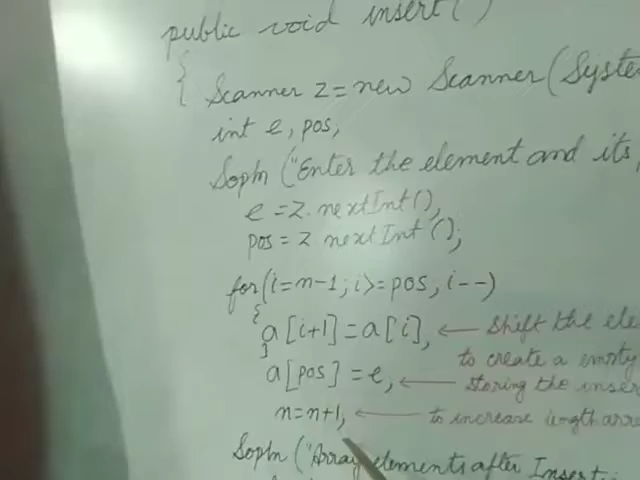 public void insert()
{
Scanner z=new Scanner(Syste
int e, pos;
Sopln ("Enter the element and its,
e = z.nextInt();
pos = z nextInt();
for(i=n-1; i>=pos; i--)
{
a[i+1]=a[i]; ← shift the ele
} to create a empty
a[pos] = e; ← storing the inser
n=n+1; ← to increase length arra
Sopln ("Array elements after Insert